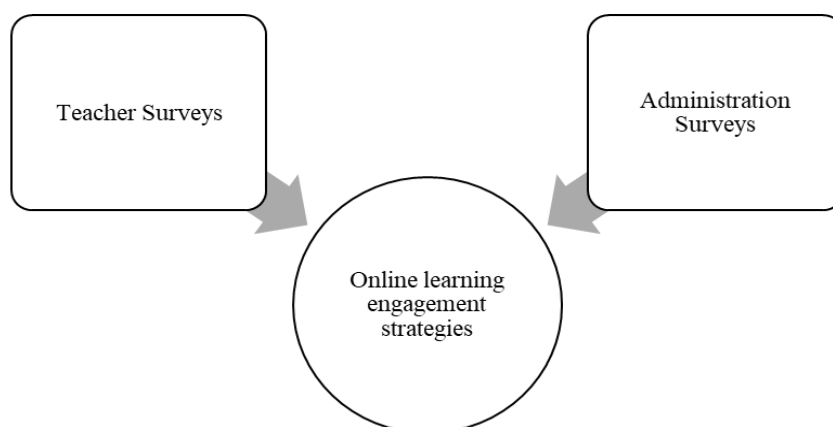 Teacher Surveys
Administration
Surveys
Online learning
engagement
strategies